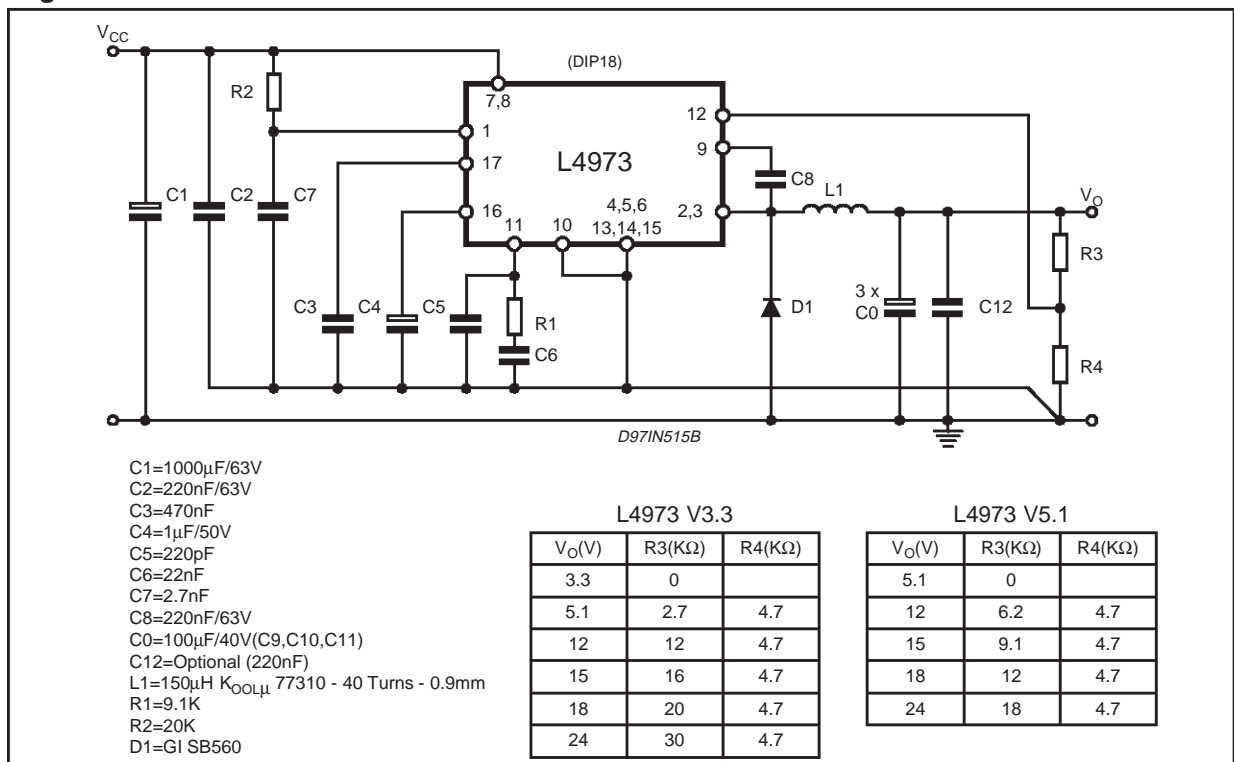 V_CC
(DIP18)
R2
7,8
12
1
9
L4973
17
C8
C1
C2
C7
L1
V_O
16
4,5,6
2,3
11
10
13,14,15
R3
C3
C4
C5
R1
D1
3 x
C0
C12
C6
R4
D97IN515B
C1=1000µF/63V
C2=220nF/63V
C3=470nF
C4=1µF/50V
C5=220pF
C6=22nF
C7=2.7nF
C8=220nF/63V
C0=100µF/40V(C9,C10,C11)
C12=Optional (220nF)
L1=150µH K_OOLµ 77310 - 40 Turns - 0.9mm
R1=9.1K
R2=20K
D1=GI SB560
L4973 V3.3
V_O(V) R3(KΩ) R4(KΩ)
3.3 0
5.1 2.7 4.7
12 12 4.7
15 16 4.7
18 20 4.7
24 30 4.7
L4973 V5.1
V_O(V) R3(KΩ) R4(KΩ)
5.1 0
12 6.2 4.7
15 9.1 4.7
18 12 4.7
24 18 4.7